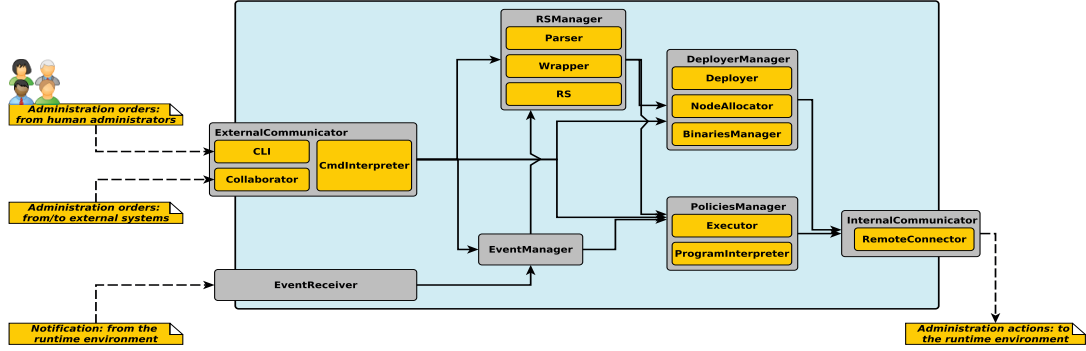 RSManager
Parser
Wrapper
RS
DeployerManager
Deployer
NodeAllocator
BinariesManager
Administration orders:
from human administrators
ExternalCommunicator
CLI
Collaborator
CmdInterpreter
Administration orders:
from/to external systems
PoliciesManager
Executor
ProgramInterpreter
InternalCommunicator
RemoteConnector
EventManager
EventReceiver
Notification: from the
runtime environment
Administration actions: to
the runtime environment